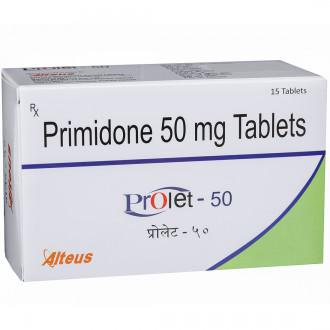 15 Tablets
Rx
Primidone 50 mg Tablets
Prolet - 50
प्रोलेट - ५०
Alteus